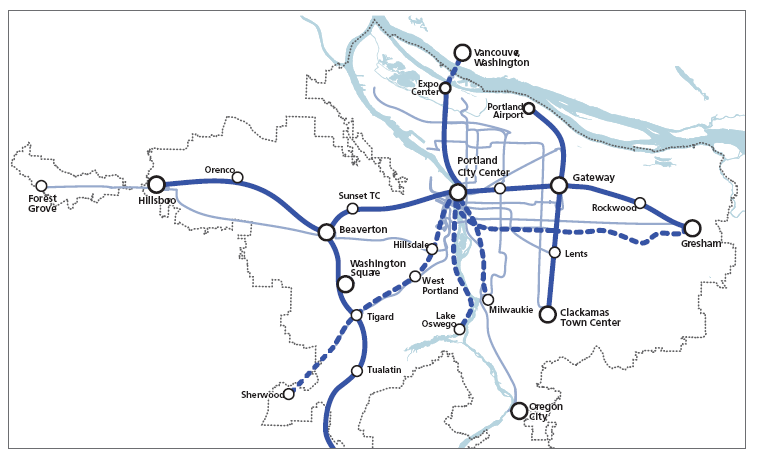 Vancouver,
Washington
Expo
Center
Portland
Airport
Portland
City Center
Gateway
Orenco
Forest
Grove
Hillsboro
Sunset TC
Rockwood
Beaverton
Gresham
Hillsdale
Lents
Washington
Square
West
Portland
Milwaukie
Lake
Oswego
Tigard
Clackamas
Town Center
Tualatin
Sherwood
Oregon
City